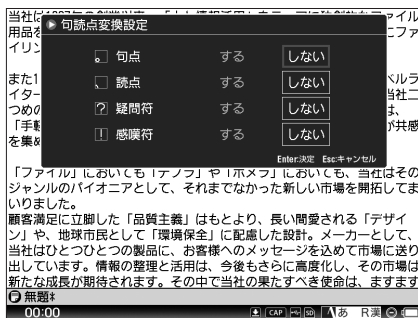 当社は
用品を
イリン
また1
イター
つめの
「手軽
を集め
句読点変換設定
句点 する しない
読点 する しない
疑問符 する しない
感嘆符 する しない
Enter:決定 Esc:キャンセル
ァイル
ニファ
ベルラ
当社二
は、
が共感
「ファイル」においても「テプラ」や「ポメラ」においても、当社はその
ジャンルのパイオニアとして、それまでなかった新しい市場を開拓してま
いりました。
顧客満足に立脚した「品質主義」はもとより、長い間愛される「デザイ
ン」や、地球市民として「環境保全」に配慮した設計。メーカーとして、
当社はひとつひとつの製品に、お客様へのメッセージを込めて市場に送り
出しています。情報の整理と活用は、今後もさらに高度化し、その市場は
新たな成長が期待されます。その中で当社の果たすべき使命は、ますます
無題*
00:00 CAP SD あ R漢